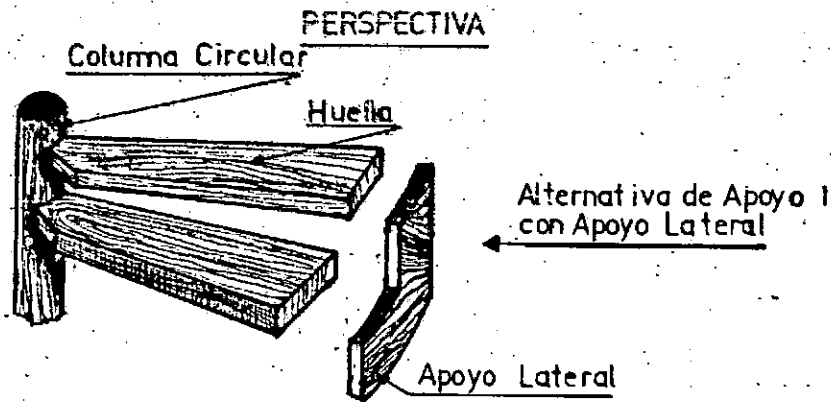 PERSPECTIVA
Columna Circular
Huella
Alternativa de Apoyo 1
con Apoyo Lateral
Apoyo Lateral